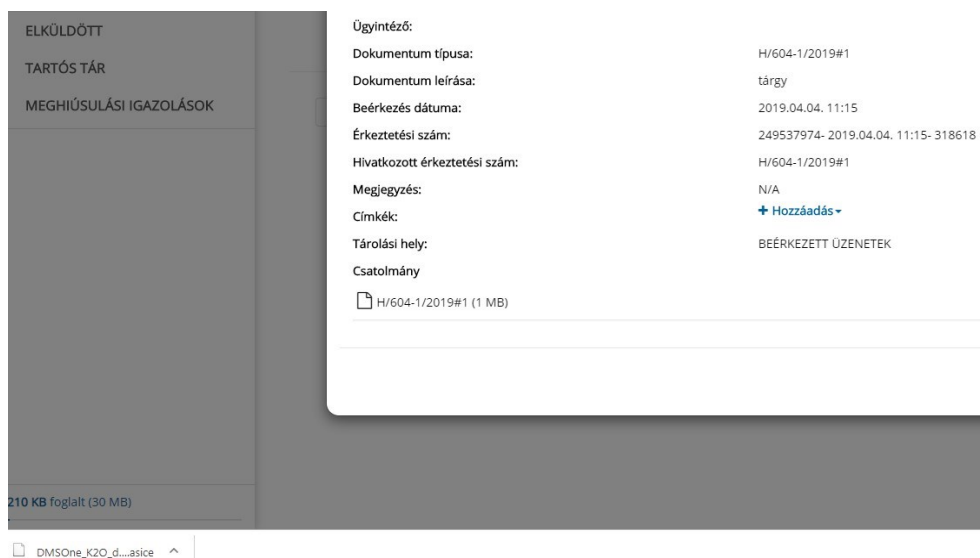 ELKÜLDÖTT
TARTÓS TÁR
MEGHIÚSULÁSI IGAZOLÁSOK
Ügyintéző:
Dokumentum típusa: H/604-1/2019#1
Dokumentum leírása: tárgy
Beérkezés dátuma: 2019.04.04. 11:15
Érkeztetési szám: 249537974- 2019.04.04. 11:15- 318618
Hivatkozott érkeztetési szám: H/604-1/2019#1
Megjegyzés: N/A
Címkék: + Hozzáadás
Tárolási hely: BEÉRKEZETT ÜZENETEK
Csatolmány
H/604-1/2019#1 (1 MB)
210 KB foglalt (30 MB)
DMSOne_K2O_d....asice